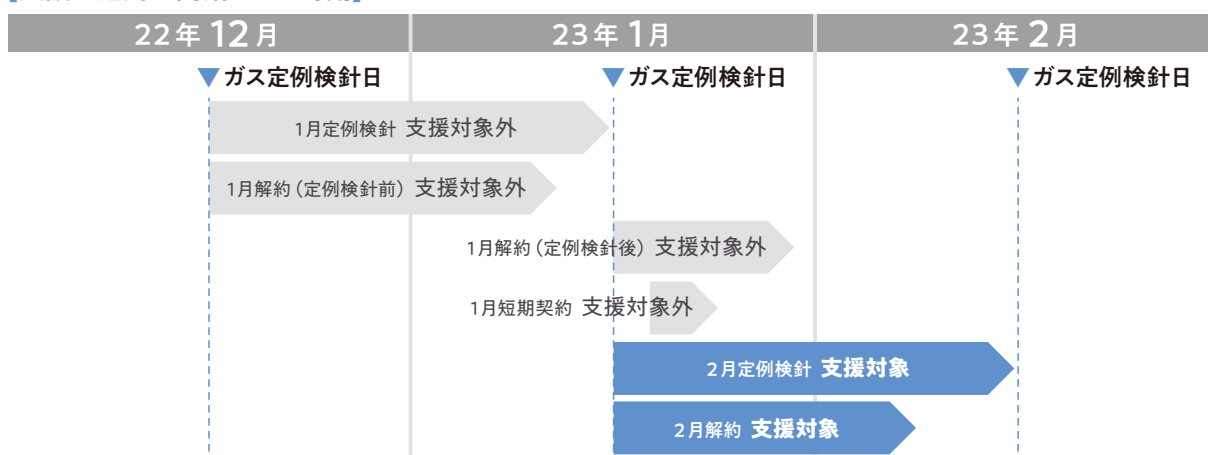 22年12月
23年1月
23年2月
▼ガス定例検針日
▼ガス定例検針日
▼ガス定例検針日
1月定例検針 支援対象外
1月解約（定例検針前）支援対象外
1月解約（定例検針後）支援対象外
1月短期契約 支援対象外
2月定例検針 支援対象
2月解約 支援対象